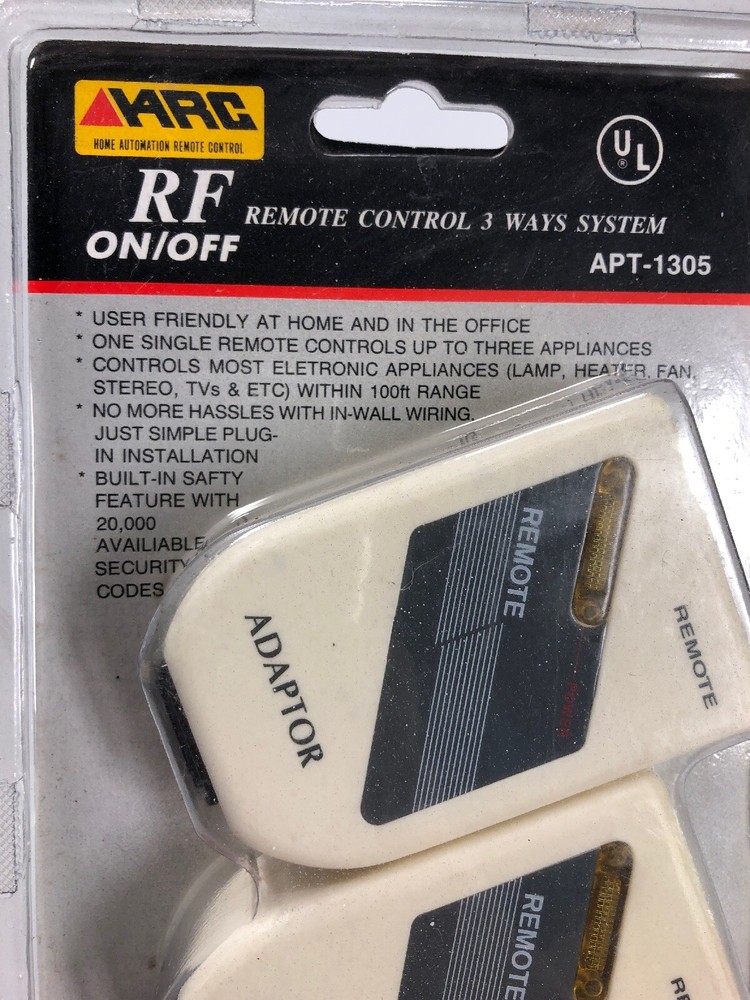 HARC
HOME AUTOMATION REMOTE CONTROL
UL
®
RF REMOTE CONTROL 3 WAYS SYSTEM
ON/OFF
APT-1305
* USER FRIENDLY AT HOME AND IN THE OFFICE
* ONE SINGLE REMOTE CONTROLS UP TO THREE APPLIANCES
* CONTROLS MOST ELETRONIC APPLIANCES (LAMP, HEATER, FAN,
STEREO, TVs & ETC) WITHIN 100ft RANGE
* NO MORE HASSLES WITH IN-WALL WIRING.
JUST SIMPLE PLUG-
IN INSTALLATION
* BUILT-IN SAFTY
FEATURE WITH
20,000
AVAILIABLE
SECURITY
CODES
ADAPTOR
REMOTE
POWER
REMOTE
REMOTE